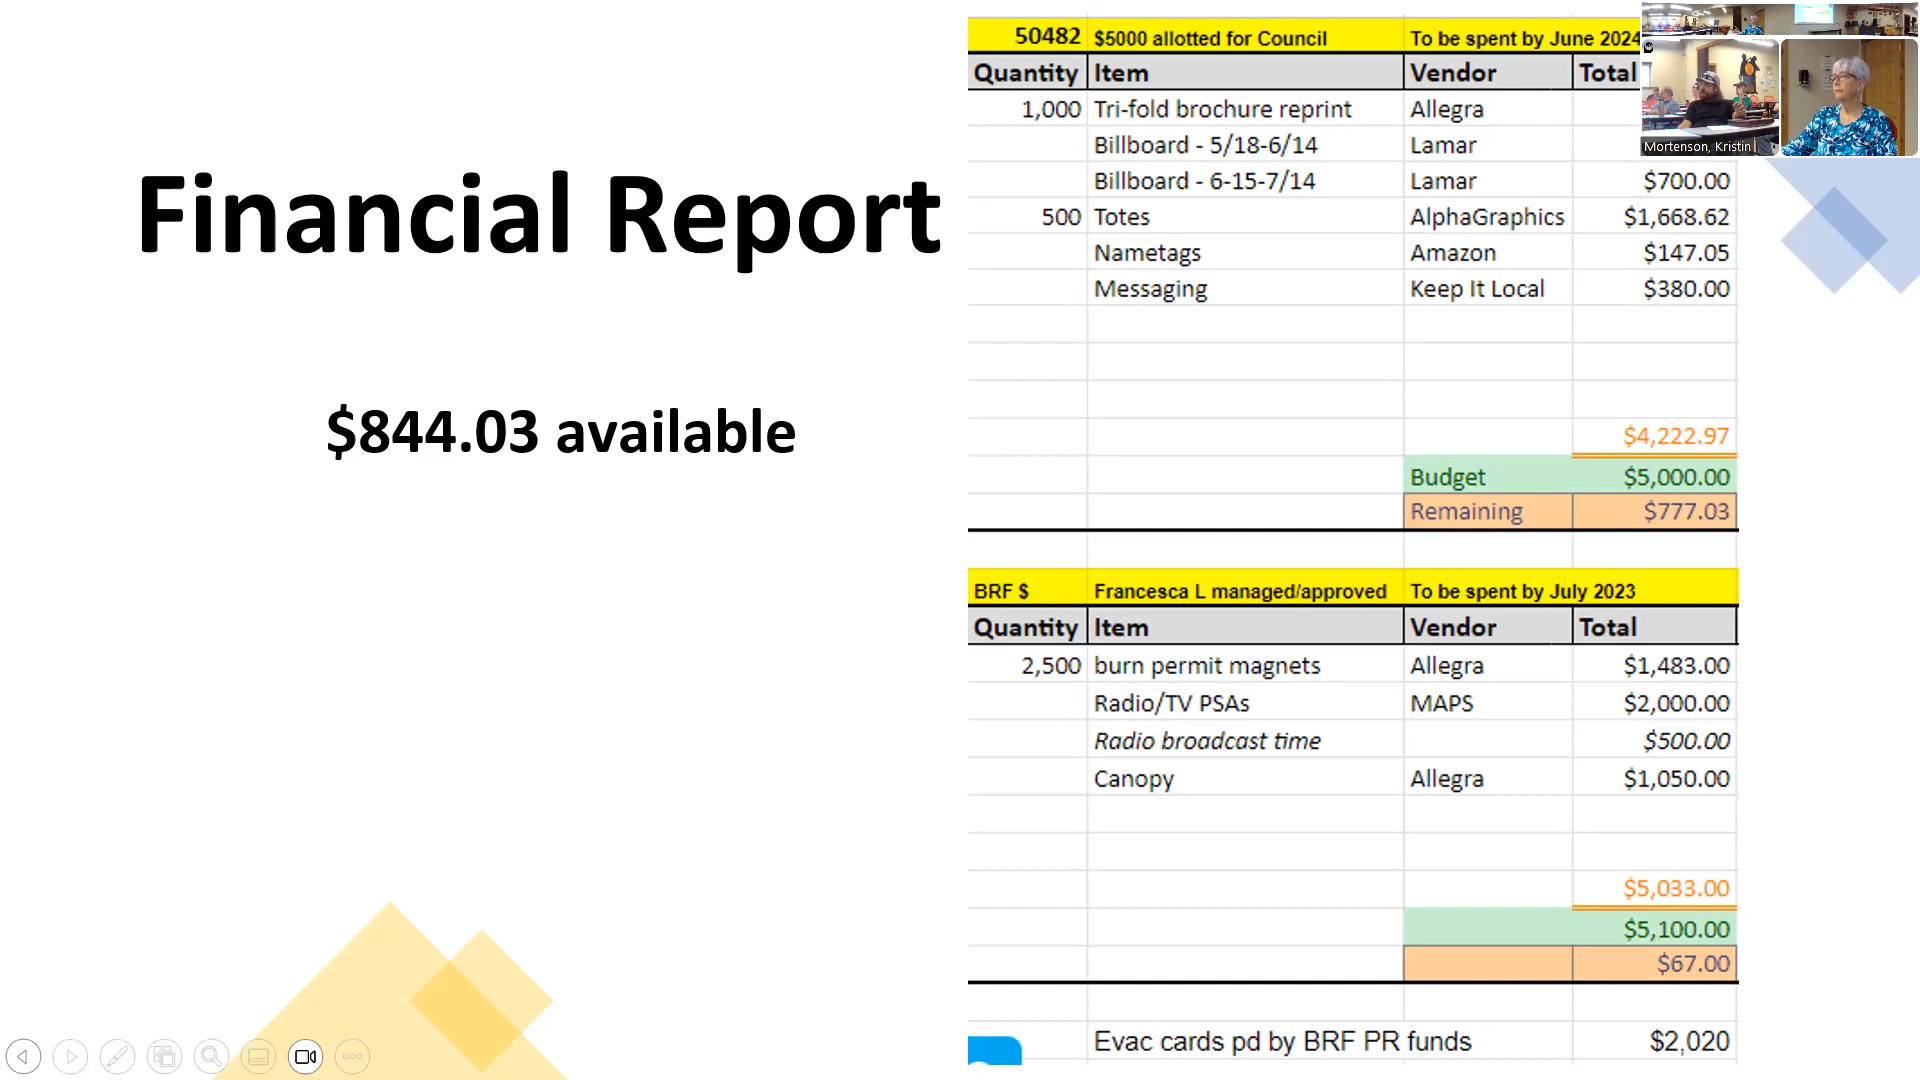 Financial Report
$844.03 available
50482 $5000 allotted for Council To be spent by June 2024
Quantity Item Vendor Total
1,000 Tri-fold brochure reprint Allegra
Billboard - 5/18-6/14 Lamar
Billboard - 6-15-7/14 Lamar $700.00
500 Totes AlphaGraphics $1,668.62
Nametags Amazon $147.05
Messaging Keep It Local $380.00
$4,222.97
Budget $5,000.00
Remaining $777.03
BRF $ Francesca L managed/approved To be spent by July 2023
Quantity Item Vendor Total
2,500 burn permit magnets Allegra $1,483.00
Radio/TV PSAs MAPS $2,000.00
Radio broadcast time $500.00
Canopy Allegra $1,050.00
$5,033.00
$5,100.00
$67.00
Evac cards pd by BRF PR funds $2,020
Mortenson, Kristin